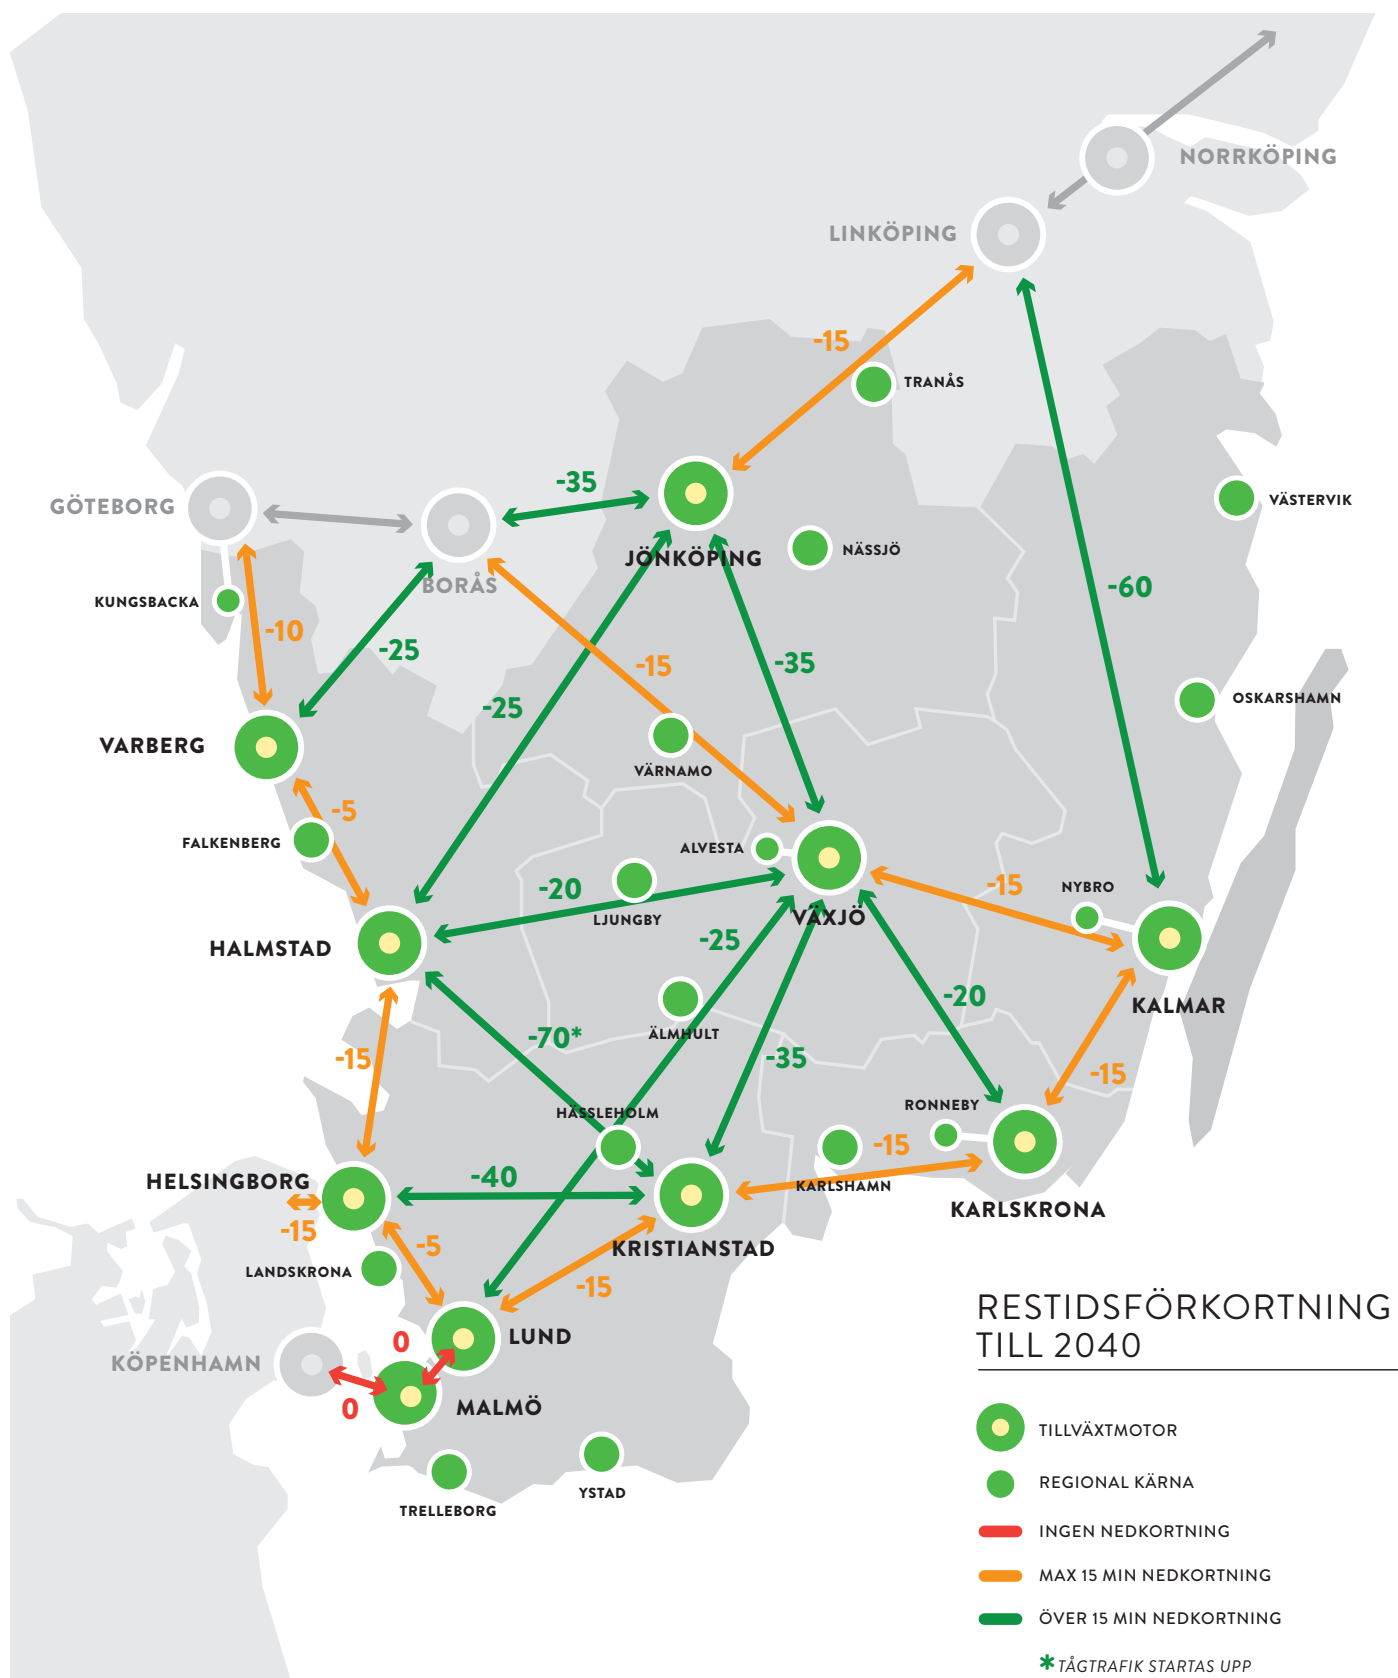 NORRKÖPING
LINKÖPING
-15
TRANÅS
-35
GÖTEBORG
VÄSTERVIK
JÖNKÖPING
NÄSSJÖ
BORÅS
-60
KUNGSBACKA
-10
-25
-15
-35
-25
OSKARSHAMN
VARBERG
VÄRNAMO
-5
FALKENBERG
ALVESTA
-20
-15
NYBRO
LJUNGBY
VÄXJÖ
HALMSTAD
-25
-20
KALMAR
-70*
ÄLMHULT
-15
-35
-15
HÄSSLEHOLM
RONNEBY
-15
HELSINGBORG
-40
KARLSHAMN
KARLSKRONA
-15
-5
KRISTIANSTAD
LANDSKRONA
-15
0
LUND
KÖPENHAMN
0
MALMÖ
YSTAD
TRELLEBORG
RESTIDSFÖRKORTNING
TILL 2040
TILLVÄXTMOTOR
REGIONAL KÄRNA
INGEN NEDKORTNING
MAX 15 MIN NEDKORTNING
ÖVER 15 MIN NEDKORTNING
* TÅGTRAFIK STARTAS UPP